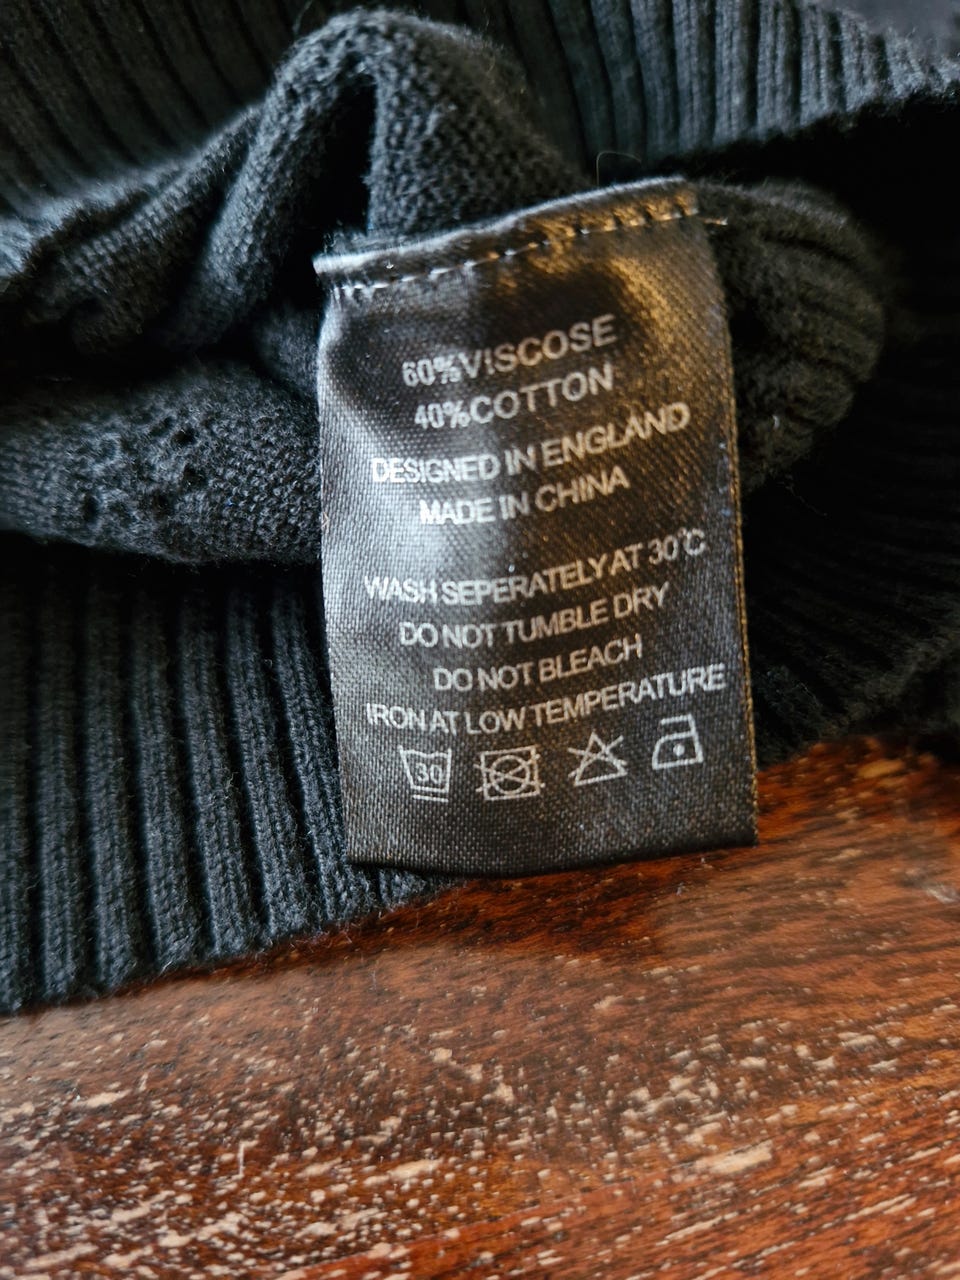 60%VISCOSE
40%COTTON
DESIGNED IN ENGLAND
MADE IN CHINA
WASH SEPERATELY AT 30°C
DO NOT TUMBLE DRY
DO NOT BLEACH
IRON AT LOW TEMPERATURE
30